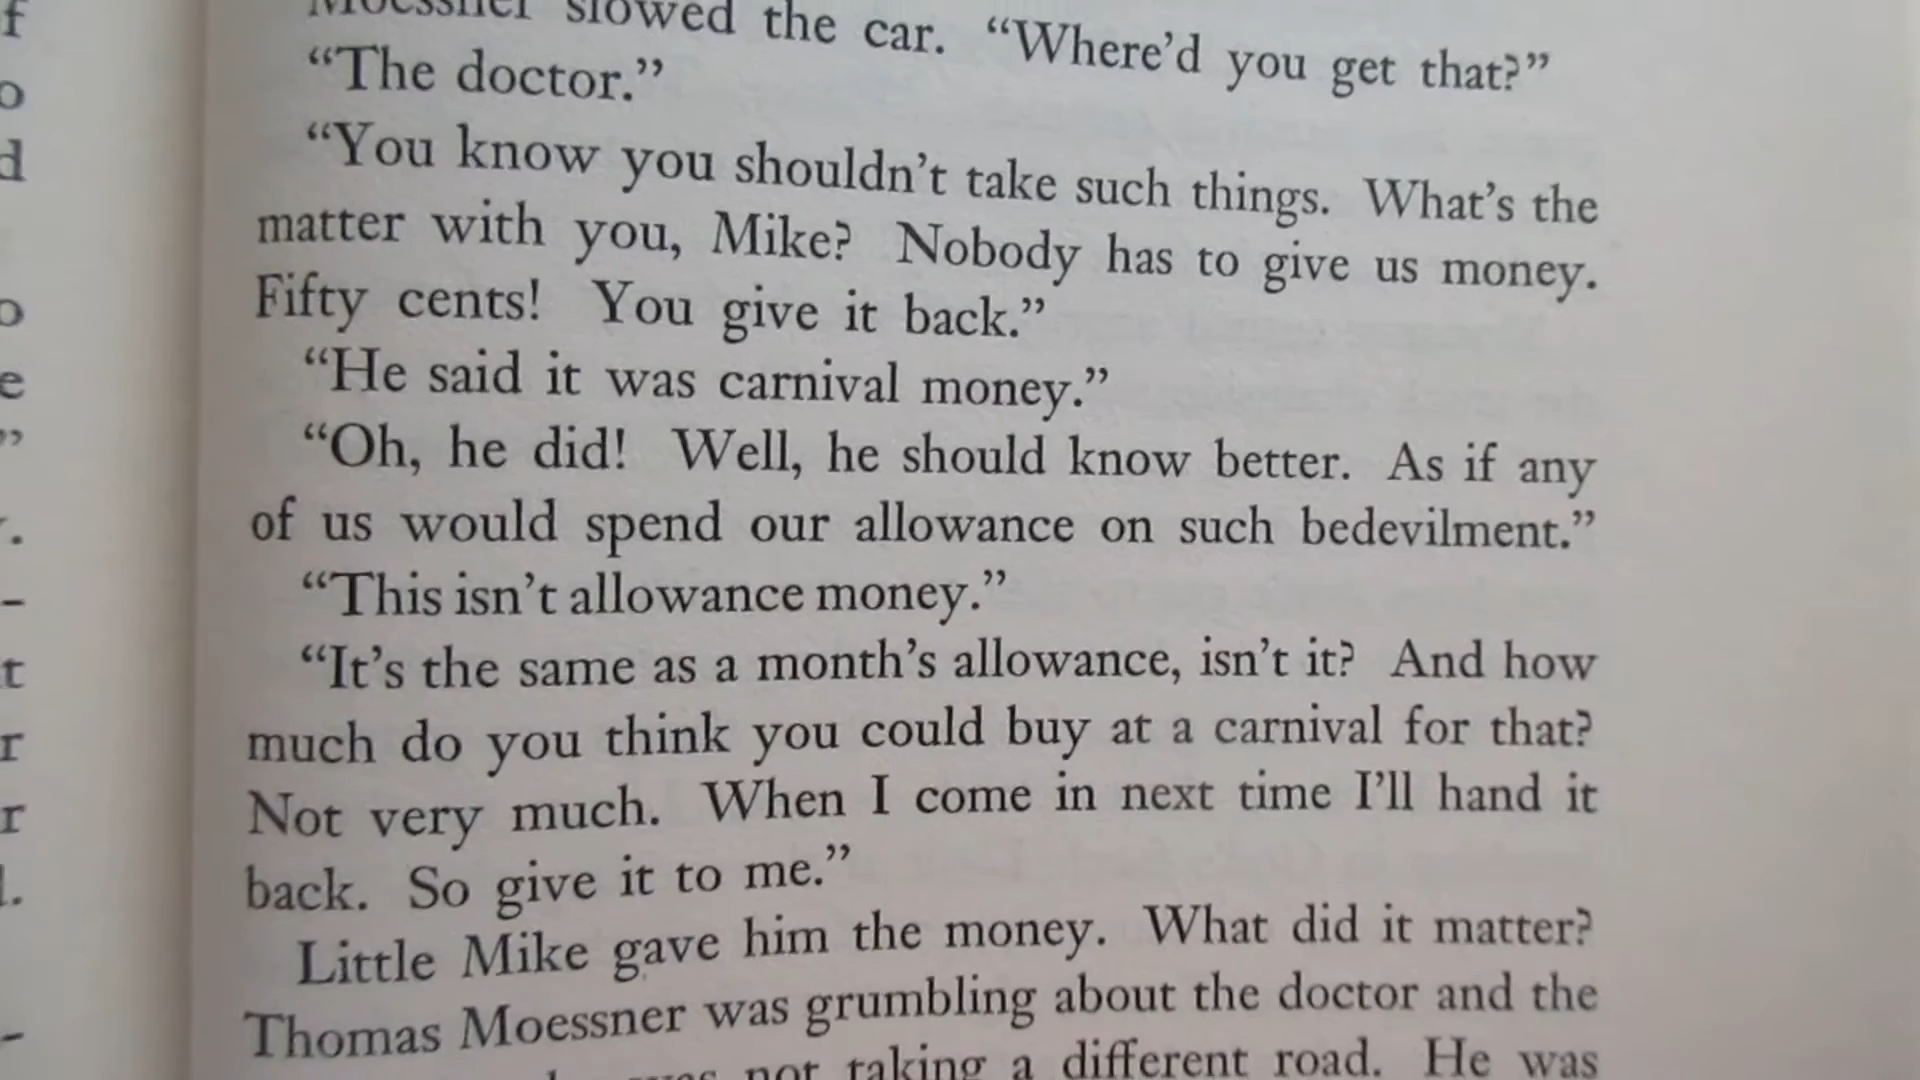 Moessner slowed the car. “Where’d you get that?”
“The doctor.”
“You know you shouldn’t take such things. What’s the
matter with you, Mike? Nobody has to give us money.
Fifty cents! You give it back.”
“He said it was carnival money.”
“Oh, he did! Well, he should know better. As if any
of us would spend our allowance on such bedevilment.”
“This isn’t allowance money.”
“It’s the same as a month’s allowance, isn’t it? And how
much do you think you could buy at a carnival for that?
Not very much. When I come in next time I’ll hand it
back. So give it to me.”
Little Mike gave him the money. What did it matter?
Thomas Moessner was grumbling about the doctor and the
was not taking a different road. He was